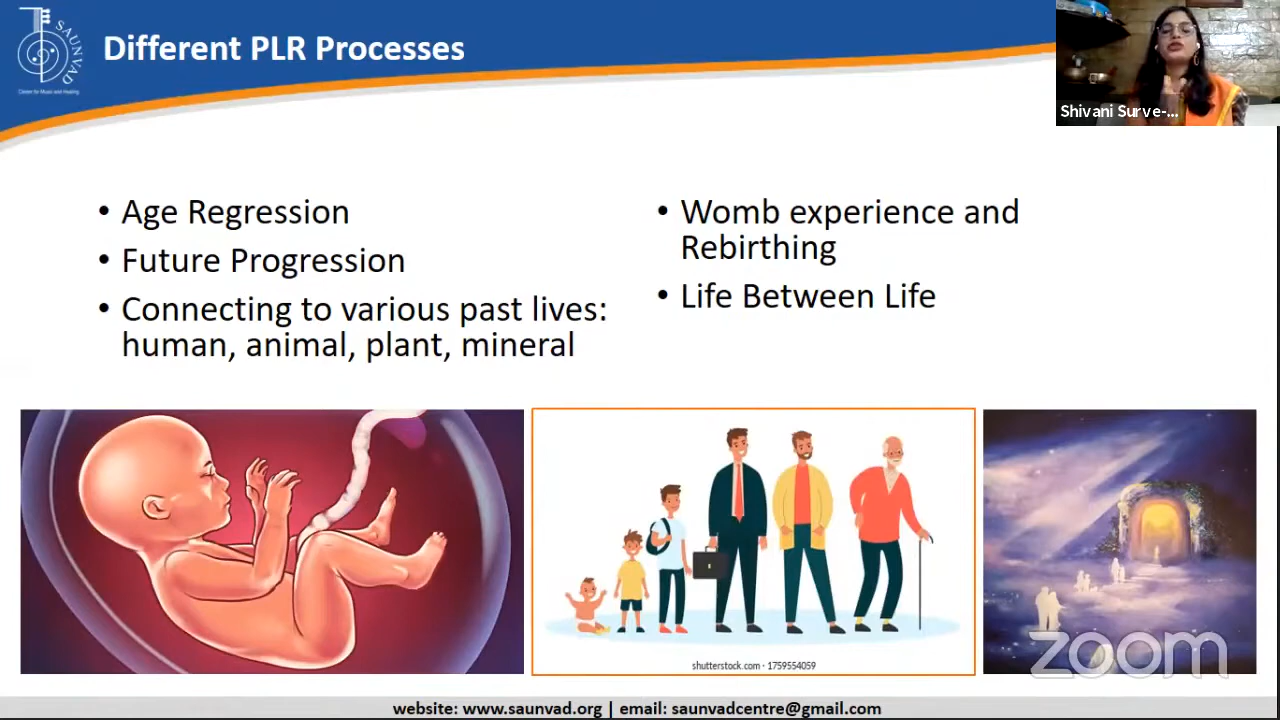 SAUNVAD
Center for Music and Healing
Different PLR Processes
Shivani Surve-...
• Age Regression
• Future Progression
• Connecting to various past lives:
human, animal, plant, mineral
• Womb experience and
Rebirthing
• Life Between Life
shutterstock.com · 1759554059
zoom
website: www.saunvad.org | email: saunvadcentre@gmail.com